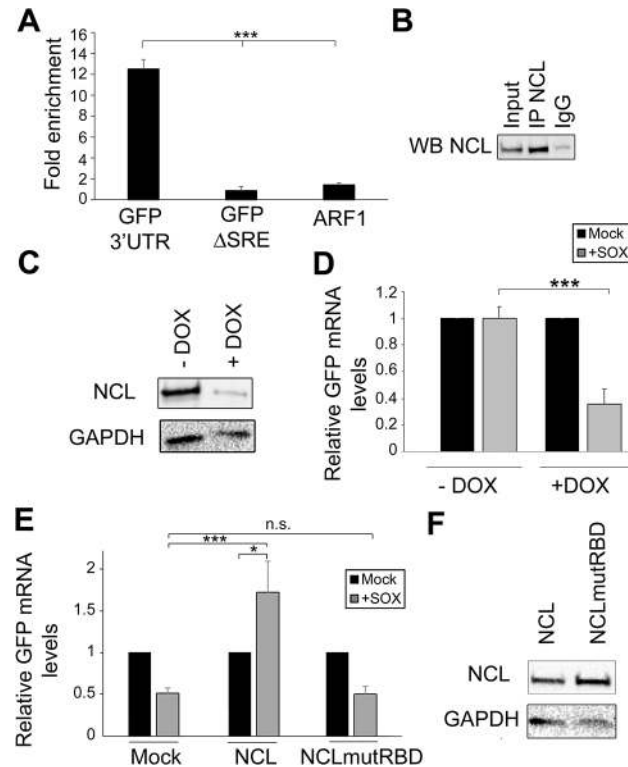 A
Fold enrichment
14
12
10
8
6
4
2
0
***
GFP 3'UTR
GFP ΔSRE
ARF1
B
Input
IP NCL
IgG
WB NCL
C
- DOX
+ DOX
NCL
GAPDH
D
Mock
+SOX
Relative GFP mRNA levels
1.2
1
0.8
0.6
0.4
0.2
0
***
- DOX
+DOX
E
Relative GFP mRNA levels
2
1.5
1
0.5
0
n.s.
***
*
Mock
+SOX
Mock
NCL
NCLmutRBD
F
NCL
NCLmutRBD
NCL
GAPDH